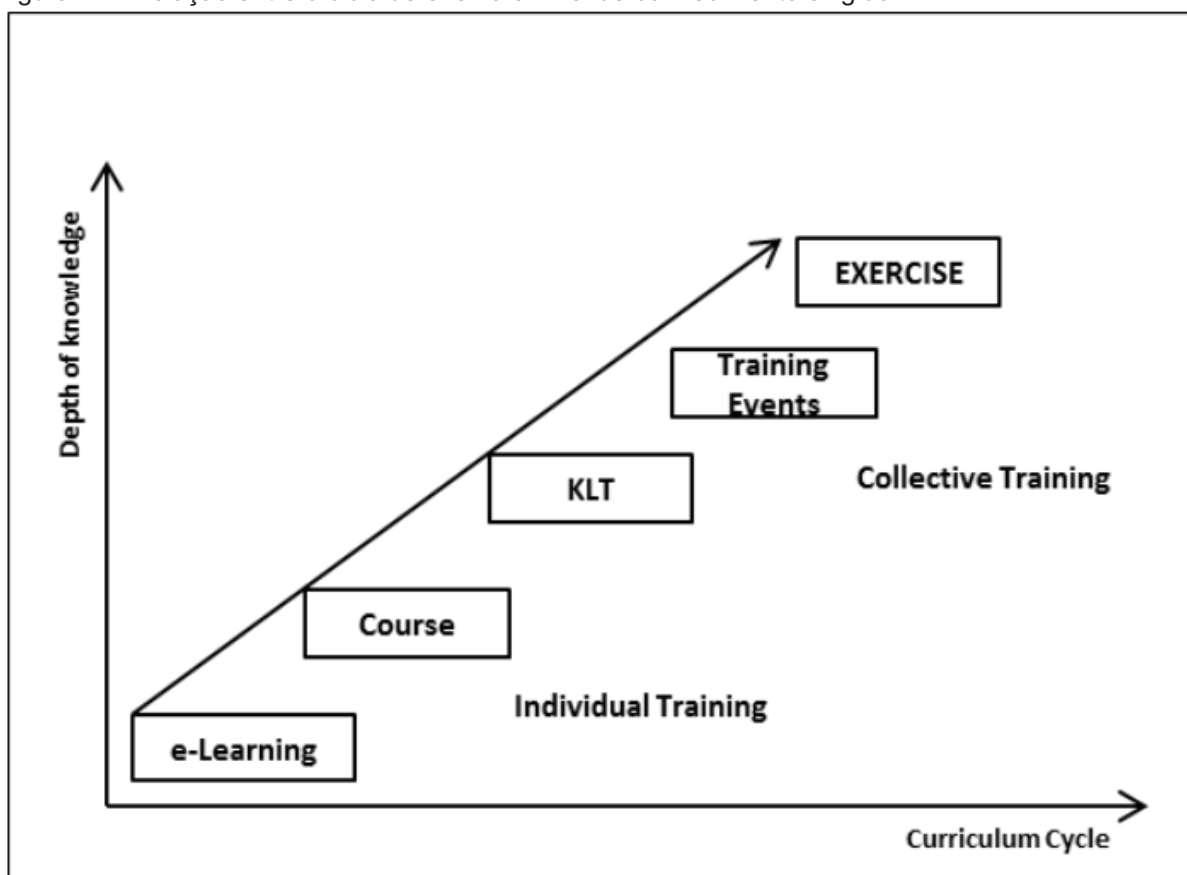 Depth of knowledge
EXERCISE
Training
Events
KLT
Collective Training
Course
Individual Training
e-Learning
Curriculum Cycle